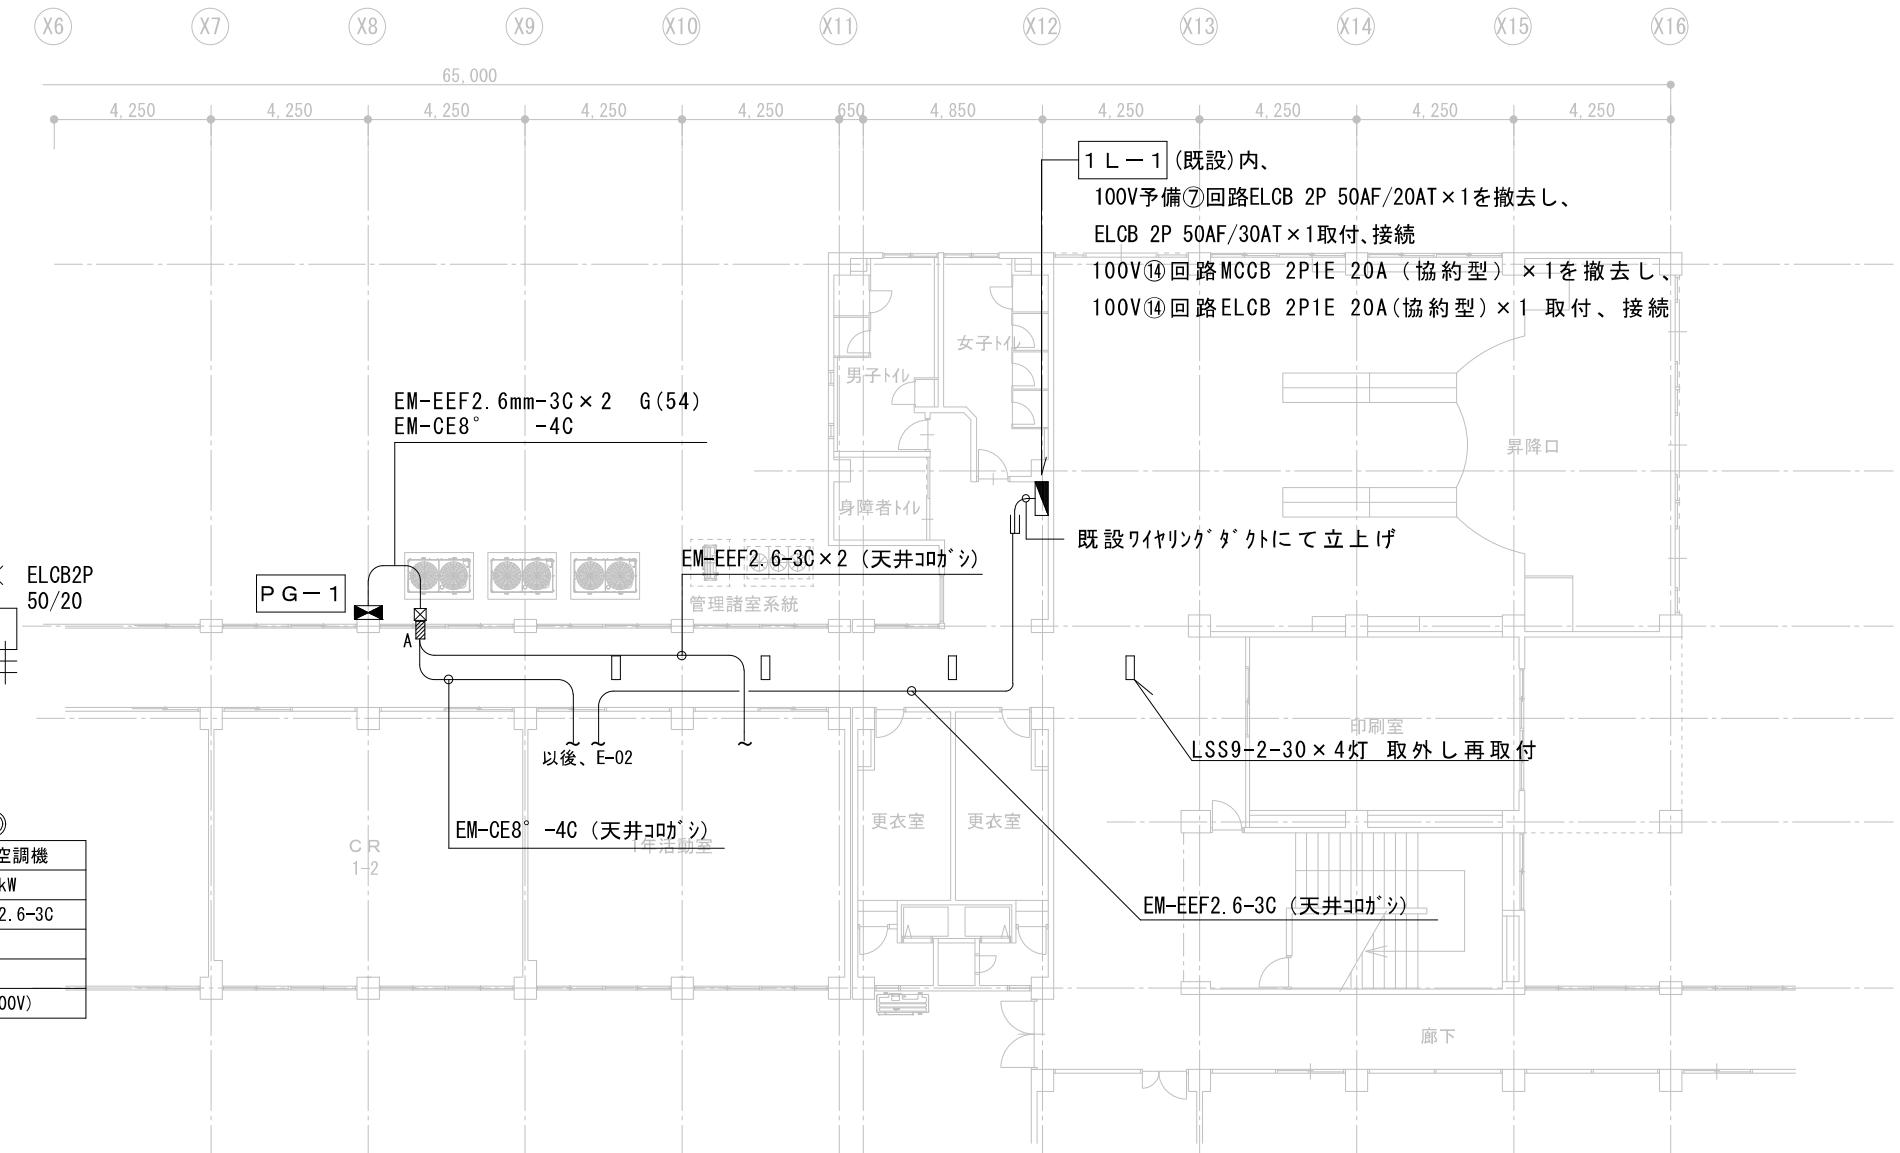 X6 X7 X8 X9 X10 X11 X12 X13 X14 X15 X16
65,000
4,250 4,250 4,250 4,250 4,250 650 4,850 4,250 4,250 4,250 4,250
1L-1 (既設)内、
100V予備⑦回路ELCB 2P 50AF/20AT×1を撤去し、
ELCB 2P 50AF/30AT×1取付、接続
100V⑭回路MCCB 2P1E 20A (協約型) ×1を撤去し、
100V⑭回路ELCB 2P1E 20A(協約型)×1 取付、接続
女子ﾄｲﾚ
男子ﾄｲﾚ
EM-EEF2.6mm-3C×2 G(54)
EM-CE8° -4C
昇降口
身障者ﾄｲﾚ
既設ﾜｲﾔﾘﾝｸﾞﾀﾞｸﾄにて立上げ
EM-EEF2.6-3C×2 (天井ｺﾛｶﾞｼ)
ELCB2P
50/20
PG-1
管理諸室系統
A
印刷室
LSS9-2-30×4灯 取外し再取付
以後、E-02
更衣室 更衣室
EM-CE8° -4C (天井ｺﾛｶﾞｼ)
1年活動室
CR
1-2
空調機
kW
2.6-3C
00V)
EM-EEF2.6-3C (天井ｺﾛｶﾞｼ)
廊下